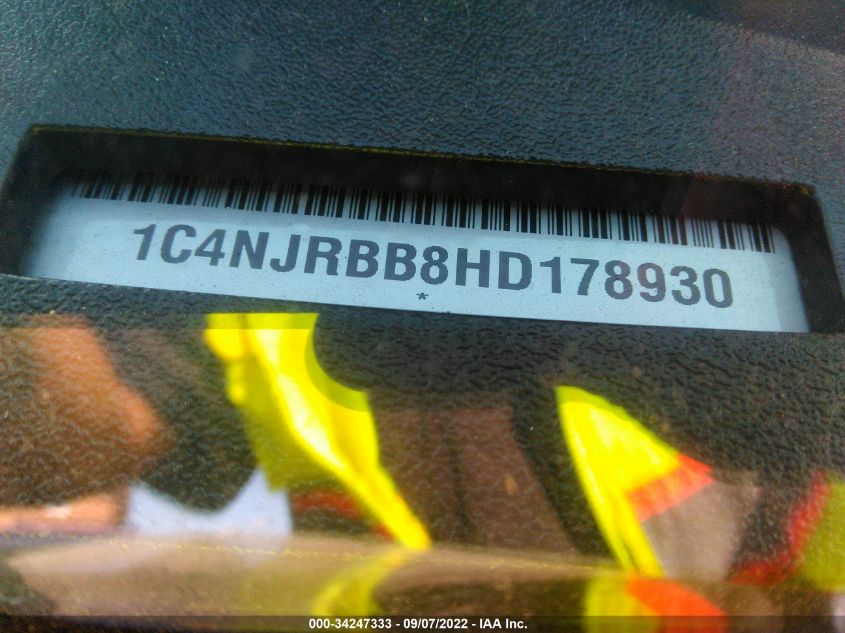 1C4NJRBB8HD178930
*
000-34247333 - 09/07/2022 - IAA Inc.